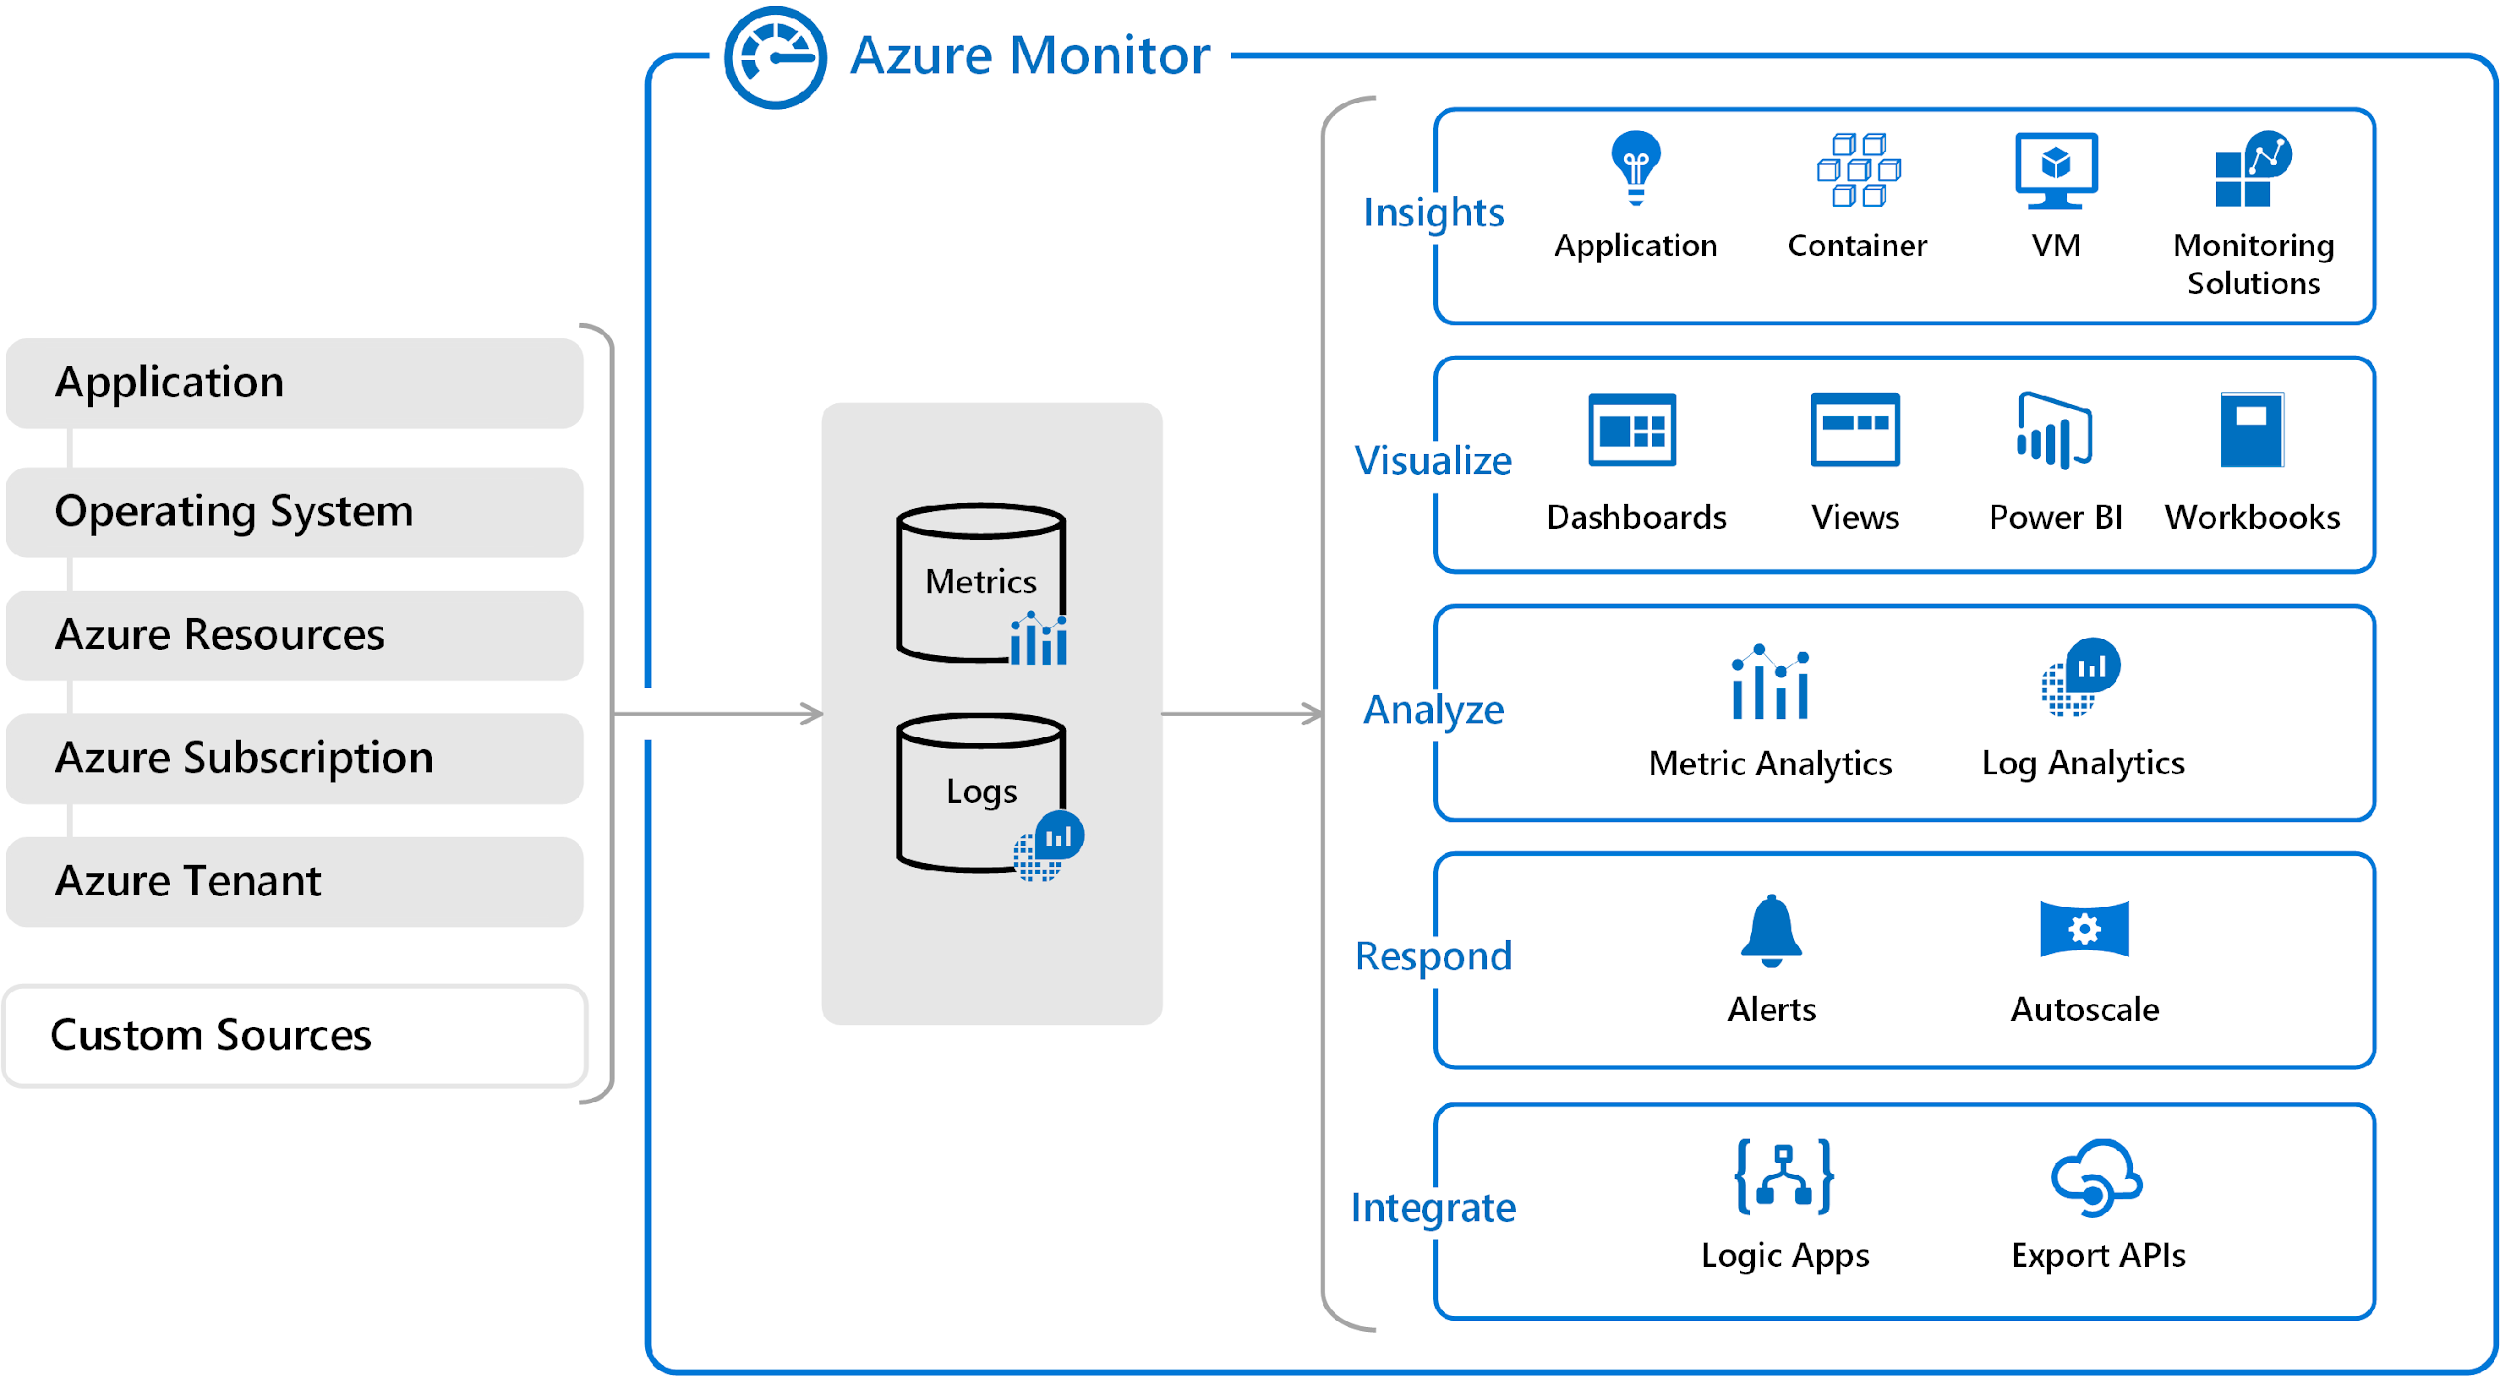 Azure Monitor
Application
Operating System
Azure Resources
Azure Subscription
Azure Tenant
Custom Sources
Metrics
Logs
Insights
Application
Container
VM
Monitoring
Solutions
Visualize
Dashboards
Views
Power BI
Workbooks
Analyze
Metric Analytics
Log Analytics
Respond
Alerts
Autoscale
Integrate
Logic Apps
Export APIs